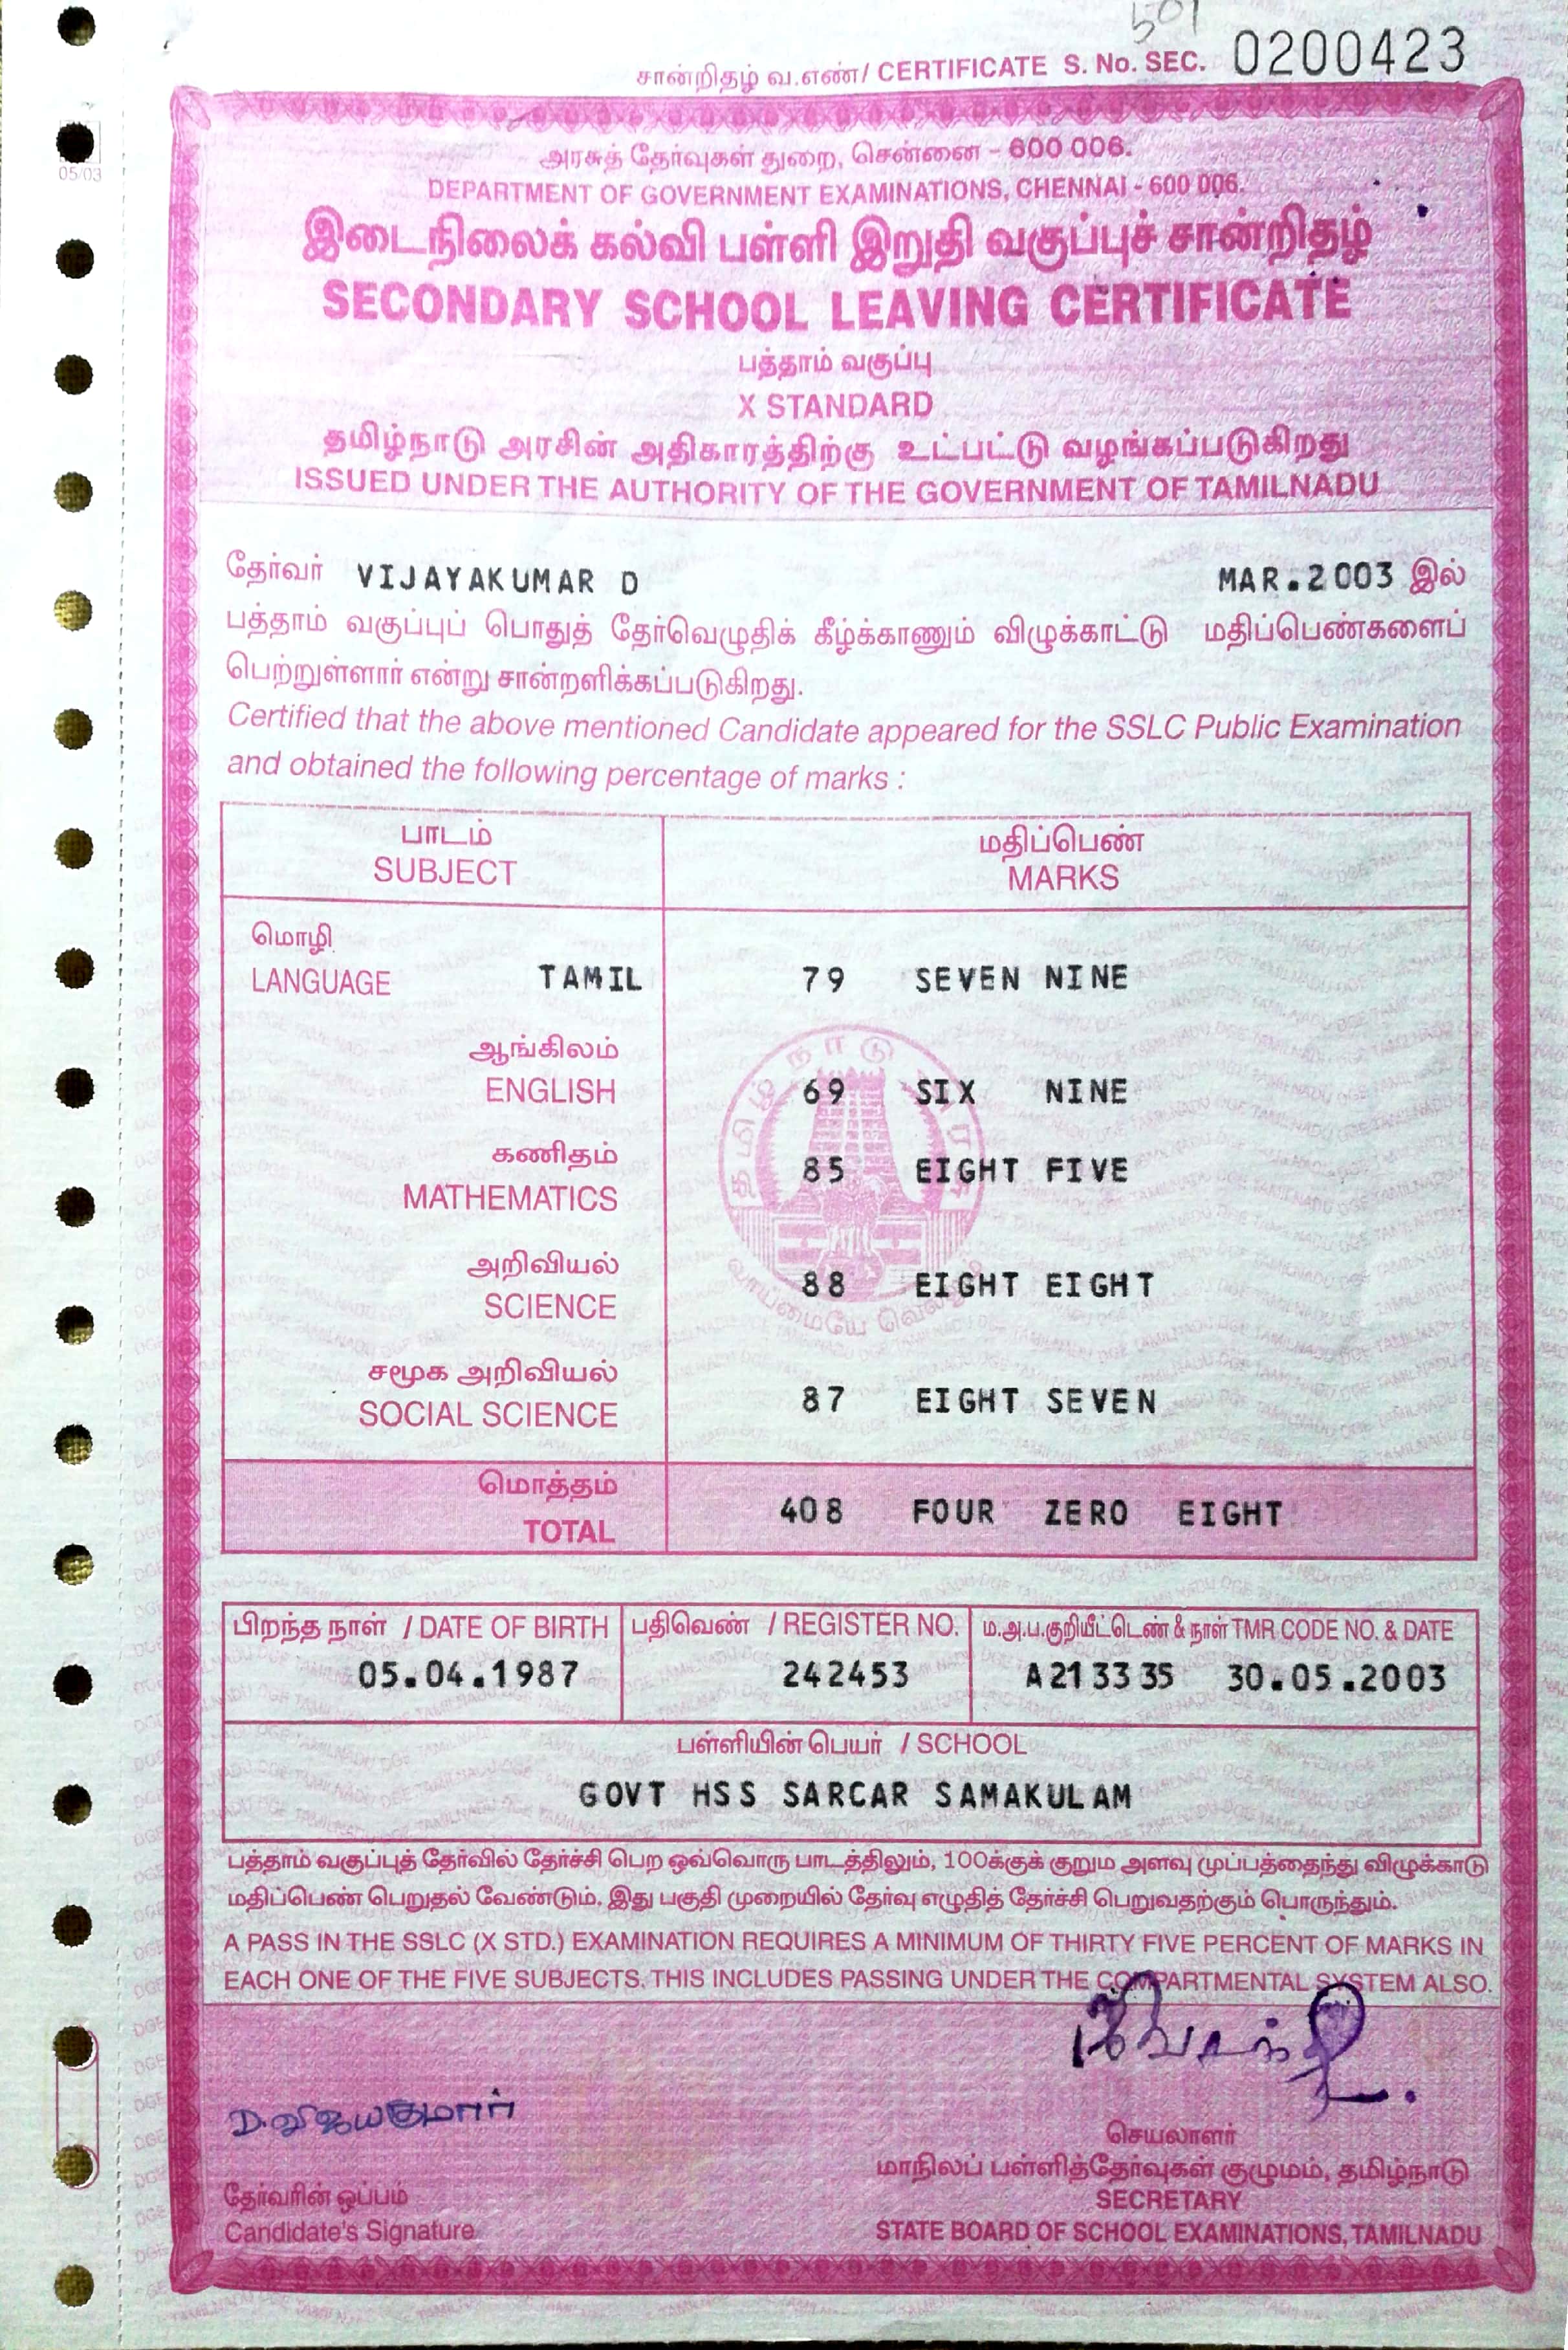 501
சான்றிதழ் வ.எண்/ CERTIFICATE S. No. SEC. 0200423
05/03
அரசுத் தேர்வுகள் துறை, சென்னை - 600 006.
DEPARTMENT OF GOVERNMENT EXAMINATIONS, CHENNAI - 600 006.
இடைநிலைக் கல்வி பள்ளி இறுதி வகுப்புச் சான்றிதழ்
SECONDARY SCHOOL LEAVING CERTIFICATE
பத்தாம் வகுப்பு
X STANDARD
தமிழ்நாடு அரசின் அதிகாரத்திற்கு உட்பட்டு வழங்கப்படுகிறது
ISSUED UNDER THE AUTHORITY OF THE GOVERNMENT OF TAMILNADU
தேர்வர் VIJAYAKUMAR D MAR.2003 இல்
பத்தாம் வகுப்புப் பொதுத் தேர்வெழுதிக் கீழ்க்காணும் விழுக்காட்டு மதிப்பெண்களைப்
பெற்றுள்ளார் என்று சான்றளிக்கப்படுகிறது.
Certified that the above mentioned Candidate appeared for the SSLC Public Examination
and obtained the following percentage of marks :
பாடம் மதிப்பெண்
SUBJECT MARKS
மொழி
LANGUAGE TAMIL 79 SEVEN NINE
ஆங்கிலம்
ENGLISH 69 SIX NINE
கணிதம்
MATHEMATICS 85 EIGHT FIVE
அறிவியல்
SCIENCE 88 EIGHT EIGHT
சமூக அறிவியல்
SOCIAL SCIENCE 87 EIGHT SEVEN
மொத்தம்
TOTAL 408 FOUR ZERO EIGHT
பிறந்த நாள் / DATE OF BIRTH பதிவெண் / REGISTER NO. ம.அ.ப.குறியீட்டெண் & நாள் TMR CODE NO. & DATE
05.04.1987 242453 A213335 30.05.2003
பள்ளியின் பெயர் / SCHOOL
GOVT HSS SARCAR SAMAKULAM
பத்தாம் வகுப்புத் தேர்வில் தேர்ச்சி பெற ஒவ்வொரு பாடத்திலும், 100க்குக் குறும அளவு முப்பத்தைந்து விழுக்காடு
மதிப்பெண் பெறுதல் வேண்டும். இது பகுதி முறையில் தேர்வு எழுதித் தேர்ச்சி பெறுவதற்கும் பொருந்தும்.
A PASS IN THE SSLC (X STD.) EXAMINATION REQUIRES A MINIMUM OF THIRTY FIVE PERCENT OF MARKS IN
EACH ONE OF THE FIVE SUBJECTS. THIS INCLUDES PASSING UNDER THE COMPARTMENTAL SYSTEM ALSO.
D.விஜயகுமார்
தேர்வரின் ஒப்பம்
Candidate's Signature
செயலாளர்
மாநிலப் பள்ளித்தேர்வுகள் குழுமம், தமிழ்நாடு
SECRETARY
STATE BOARD OF SCHOOL EXAMINATIONS, TAMILNADU